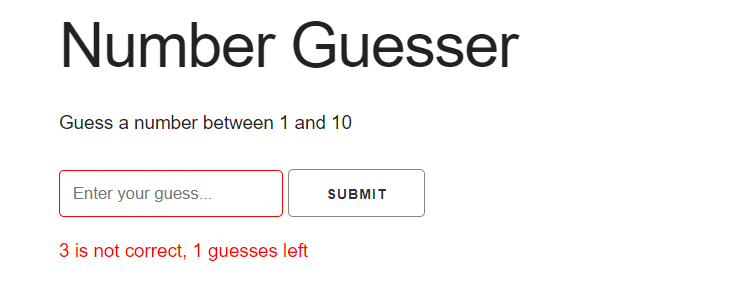 Number Guesser
Guess a number between 1 and 10
Enter your guess...
SUBMIT
3 is not correct, 1 guesses left